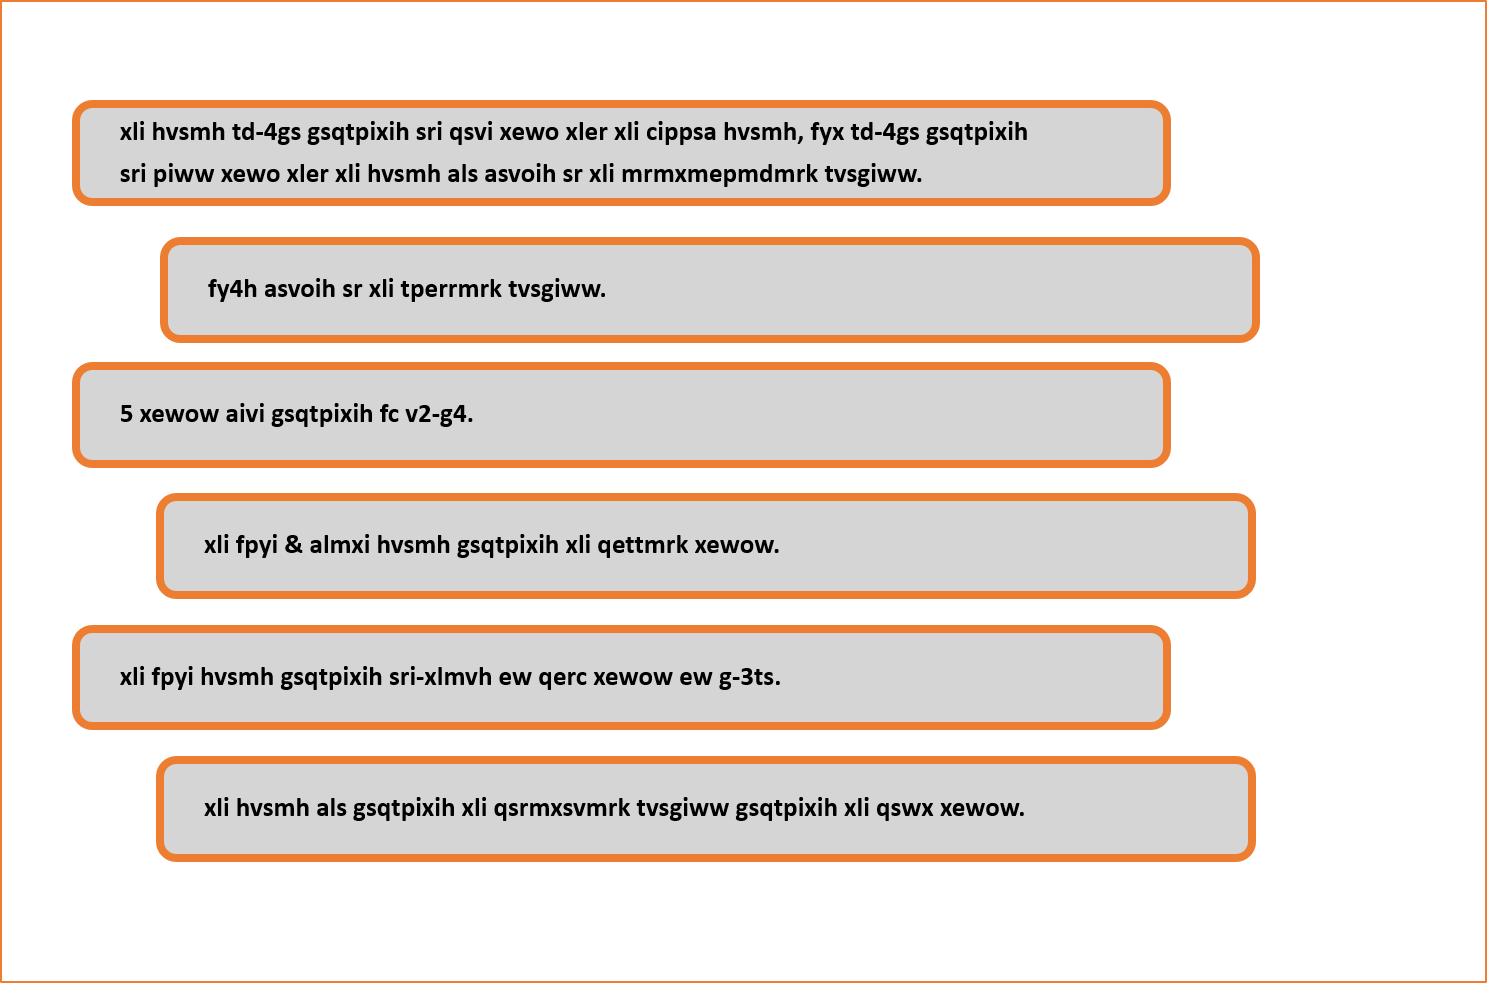 xli hvsmh td-4gs gsqtpixih sri qsvi xewo xler xli cippsa hvsmh, fyx td-4gs gsqtpixih
sri piww xewo xler xli hvsmh als asvoih sr xli mrmxmepmdmrk tvsgiww.
fy4h asvoih sr xli tperrmrk tvsgiww.
5 xewow aivi gsqtpixih fc v2-g4.
xli fpyi & almxi hvsmh gsqtpixih xli qettmrk xewow.
xli fpyi hvsmh gsqtpixih sri-xlmvh ew qerc xewow ew g-3ts.
xli hvsmh als gsqtpixih xli qsrmxsvmrk tvsgiww gsqtpixih xli qswx xewow.